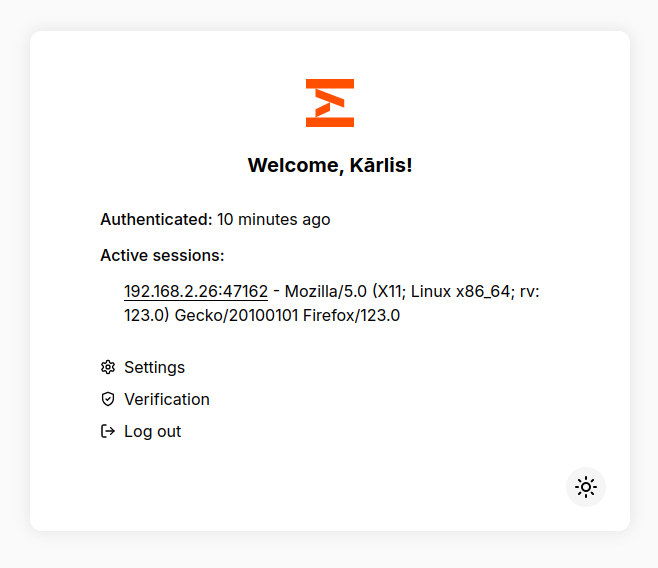 Welcome, Kārlis!
Authenticated: 10 minutes ago
Active sessions:
192.168.2.26:47162 - Mozilla/5.0 (X11; Linux x86_64; rv:
123.0) Gecko/20100101 Firefox/123.0
Settings
Verification
Log out